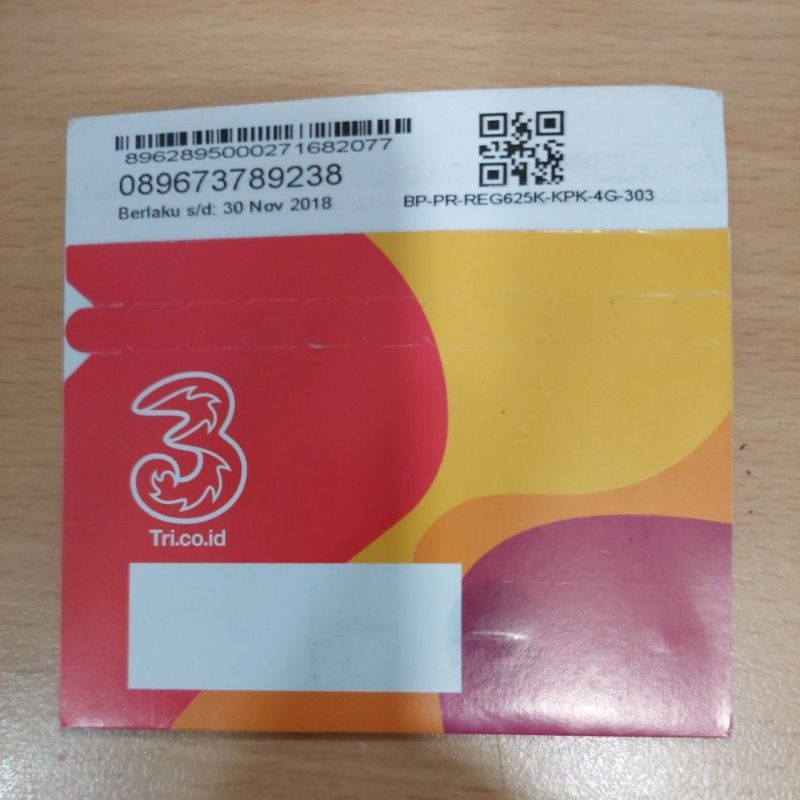 8962895000271682077
089673789238
Berlaku s/d: 30 Nov 2018
BP-PR-REG625K-KPK-4G-303
3
Tri.co.id